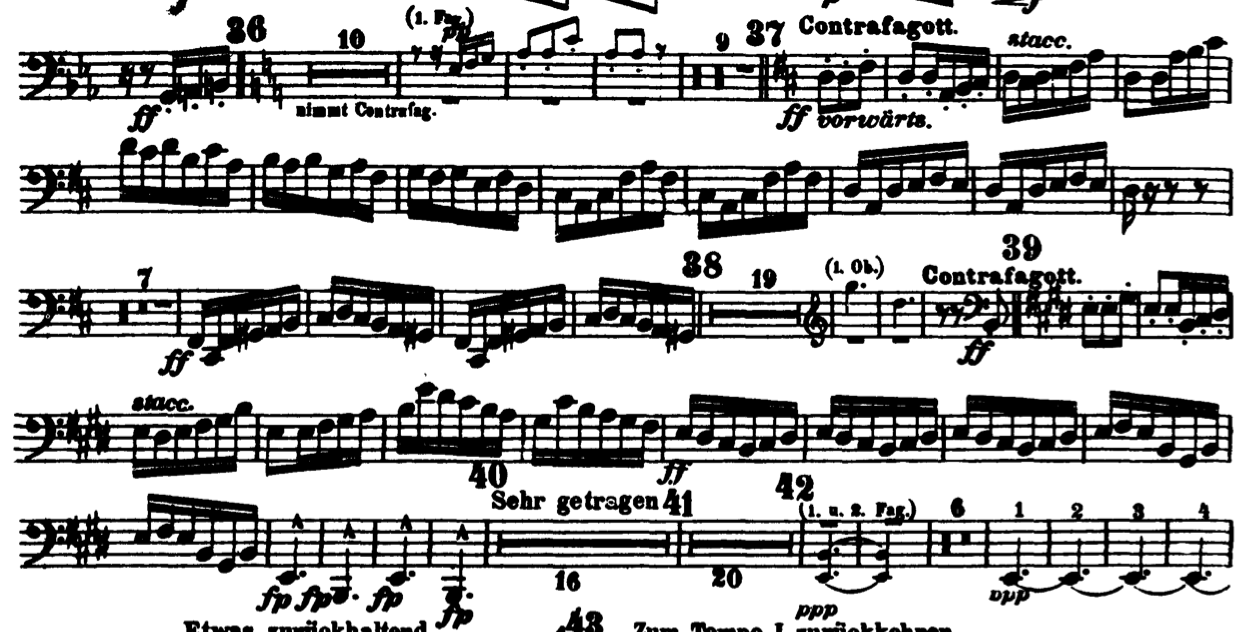 36 10 (1. Fag.) pp 9 37 Contrafagott.
stacc.
ff nimmt Contrafag. ff vorwärts.
7 38 19 (1. Ob.) 39
Contrafagott.
ff ff
stacc.
ff
40 Sehr getragen 41 42
(1. u. 2. Fag.) 6 1 2 3 4
fp fp fp fp 16 20 ppp ppp
Etwas zurückhaltend 43 Zum Tempo I zurückkehren